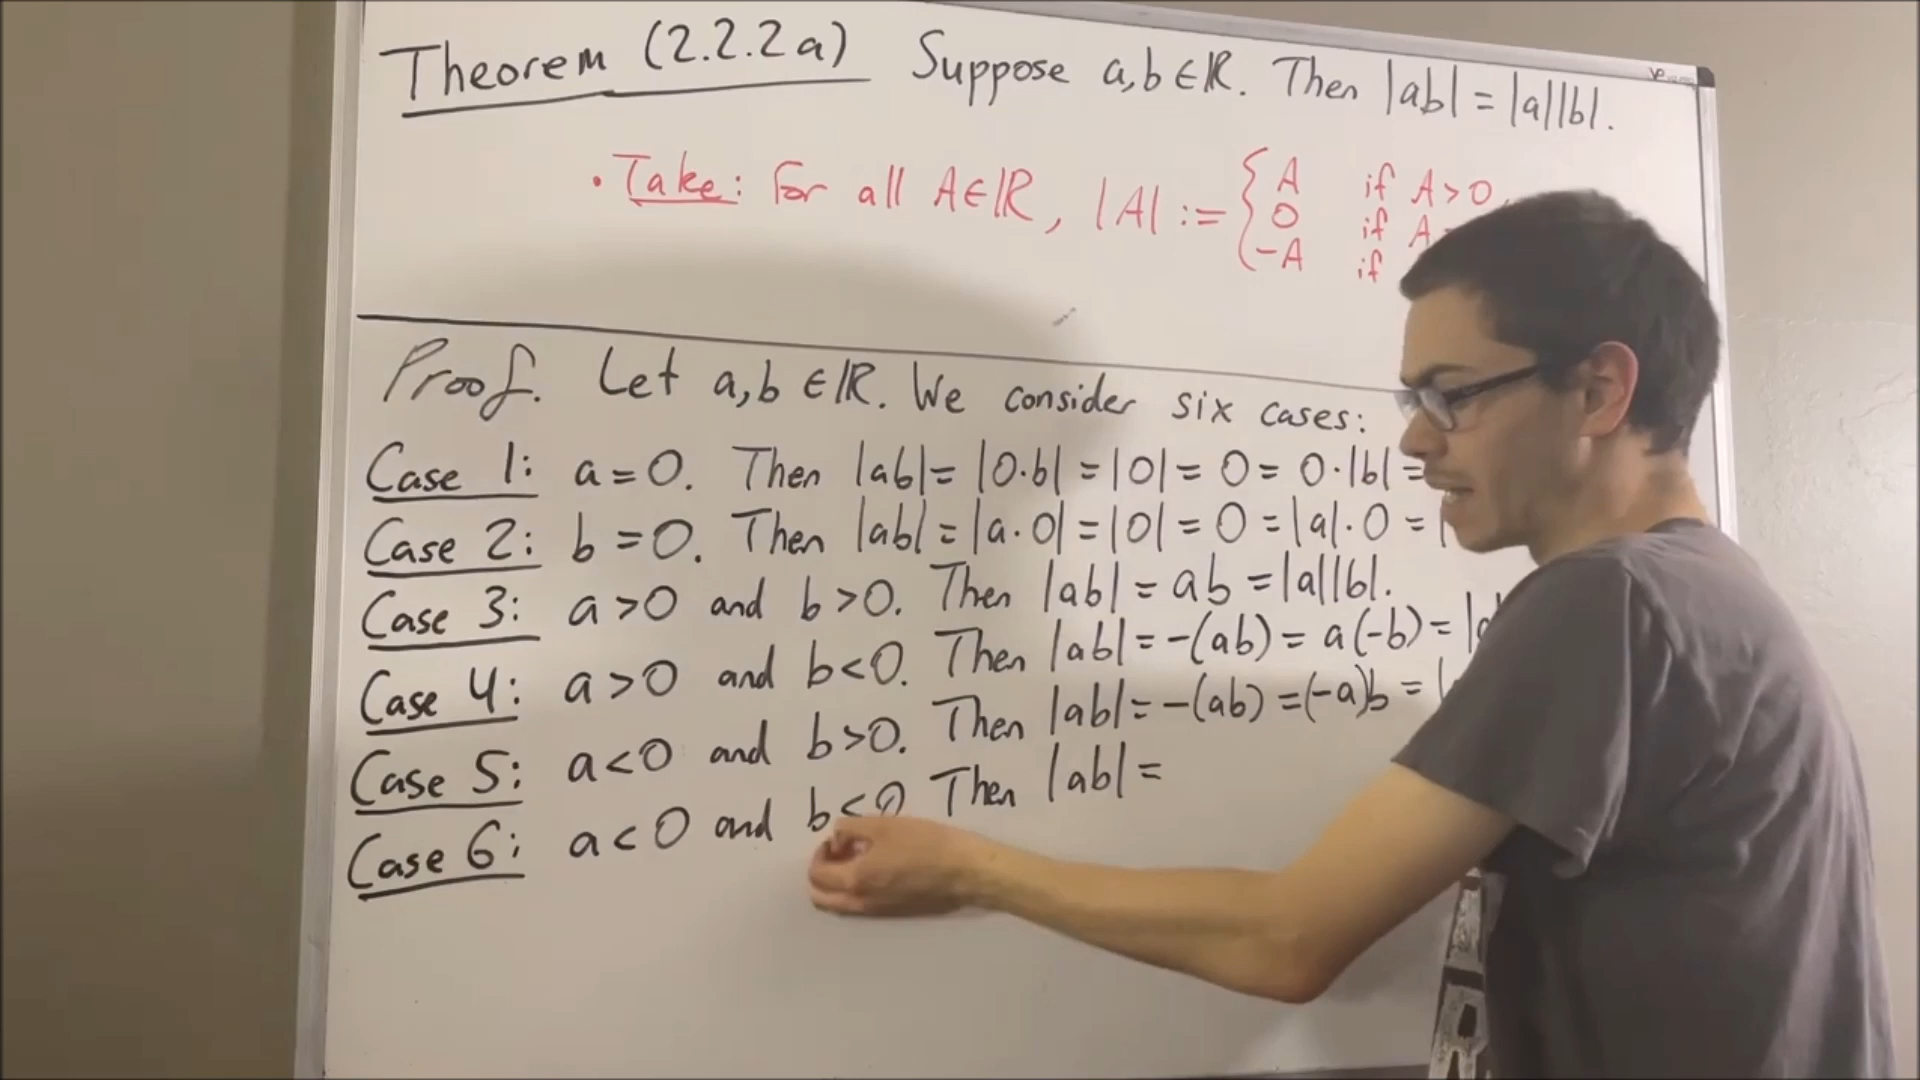 Theorem (2.2.2a) Suppose a,b∈ℝ. Then |ab| = |a||b|.
• Take: For all A∈ℝ, |A| := { A if A>0,
0 if A
-A if
Proof. Let a,b∈ℝ. We consider six cases:
Case 1: a=0. Then |ab| = |0·b| = |0| = 0 = 0·|b| =
Case 2: b=0. Then |ab| = |a·0| = |0| = 0 = |a|·0 = |
Case 3: a>0 and b>0. Then |ab| = ab = |a||b|.
Case 4: a>0 and b<0. Then |ab| = -(ab) = a(-b) = |a
Case 5: a<0 and b>0. Then |ab| = -(ab) = (-a)b = |
Case 6: a<0 and b<0 Then |ab| =